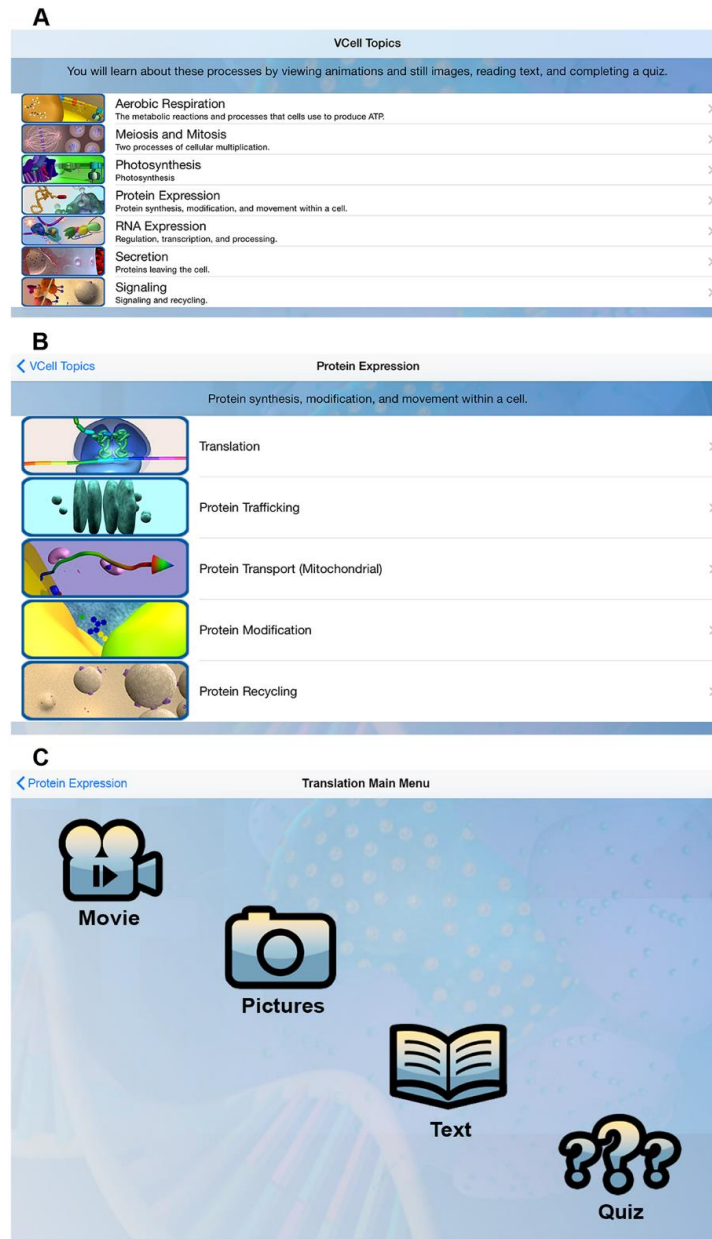 A
VCell Topics
You will learn about these processes by viewing animations and still images, reading text, and completing a quiz.
Aerobic Respiration
The metabolic reactions and processes that cells use to produce ATP.
Meiosis and Mitosis
Two processes of cellular multiplication.
Photosynthesis
Photosynthesis
Protein Expression
Protein synthesis, modification, and movement within a cell.
RNA Expression
Regulation, transcription, and processing.
Secretion
Proteins leaving the cell.
Signaling
Signaling and recycling.
B
VCell Topics Protein Expression
Protein synthesis, modification, and movement within a cell.
Translation
Protein Trafficking
Protein Transport (Mitochondrial)
Protein Modification
Protein Recycling
C
Protein Expression Translation Main Menu
Movie
Pictures
Text
Quiz